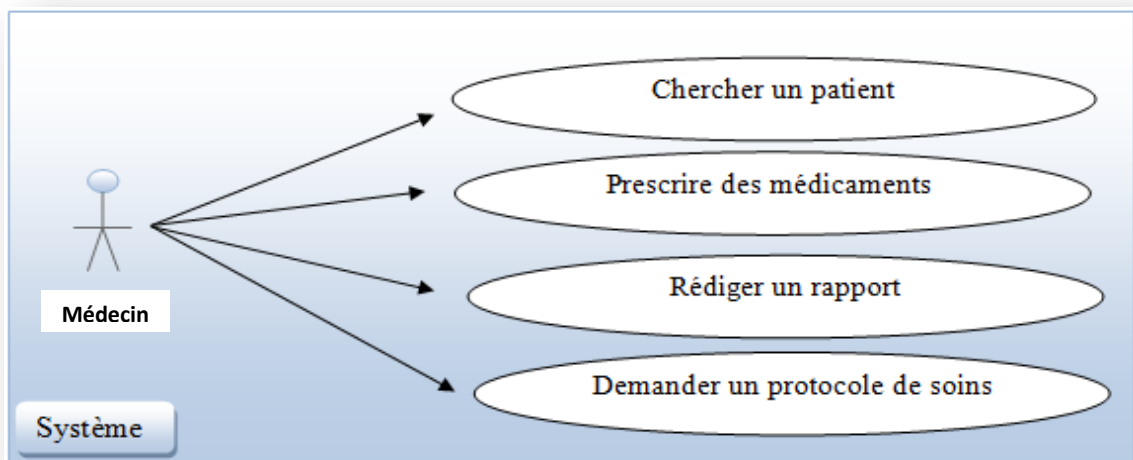 Chercher un patient
Prescrire des médicaments
Rédiger un rapport
Médecin
Demander un protocole de soins
Système